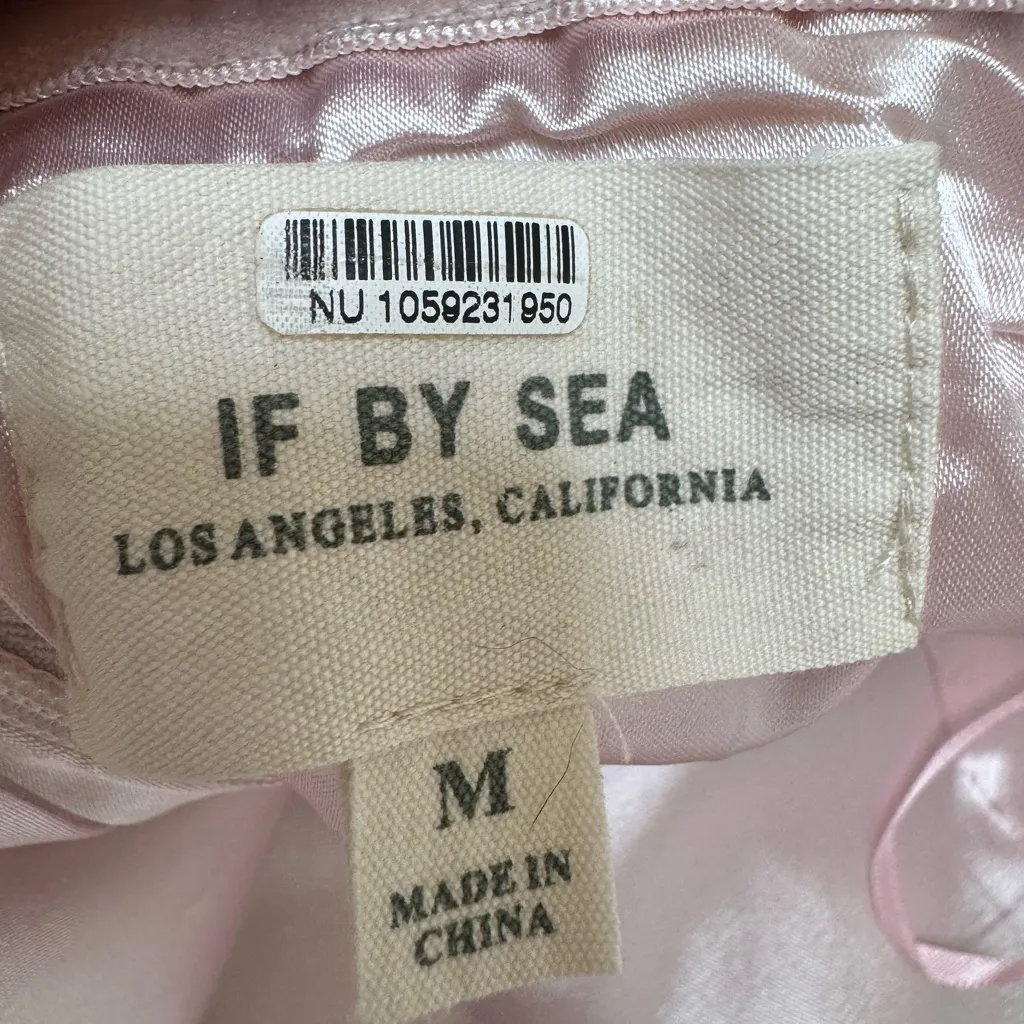 NU 1059231950
IF BY SEA
LOS ANGELES, CALIFORNIA
M
MADE IN
CHINA